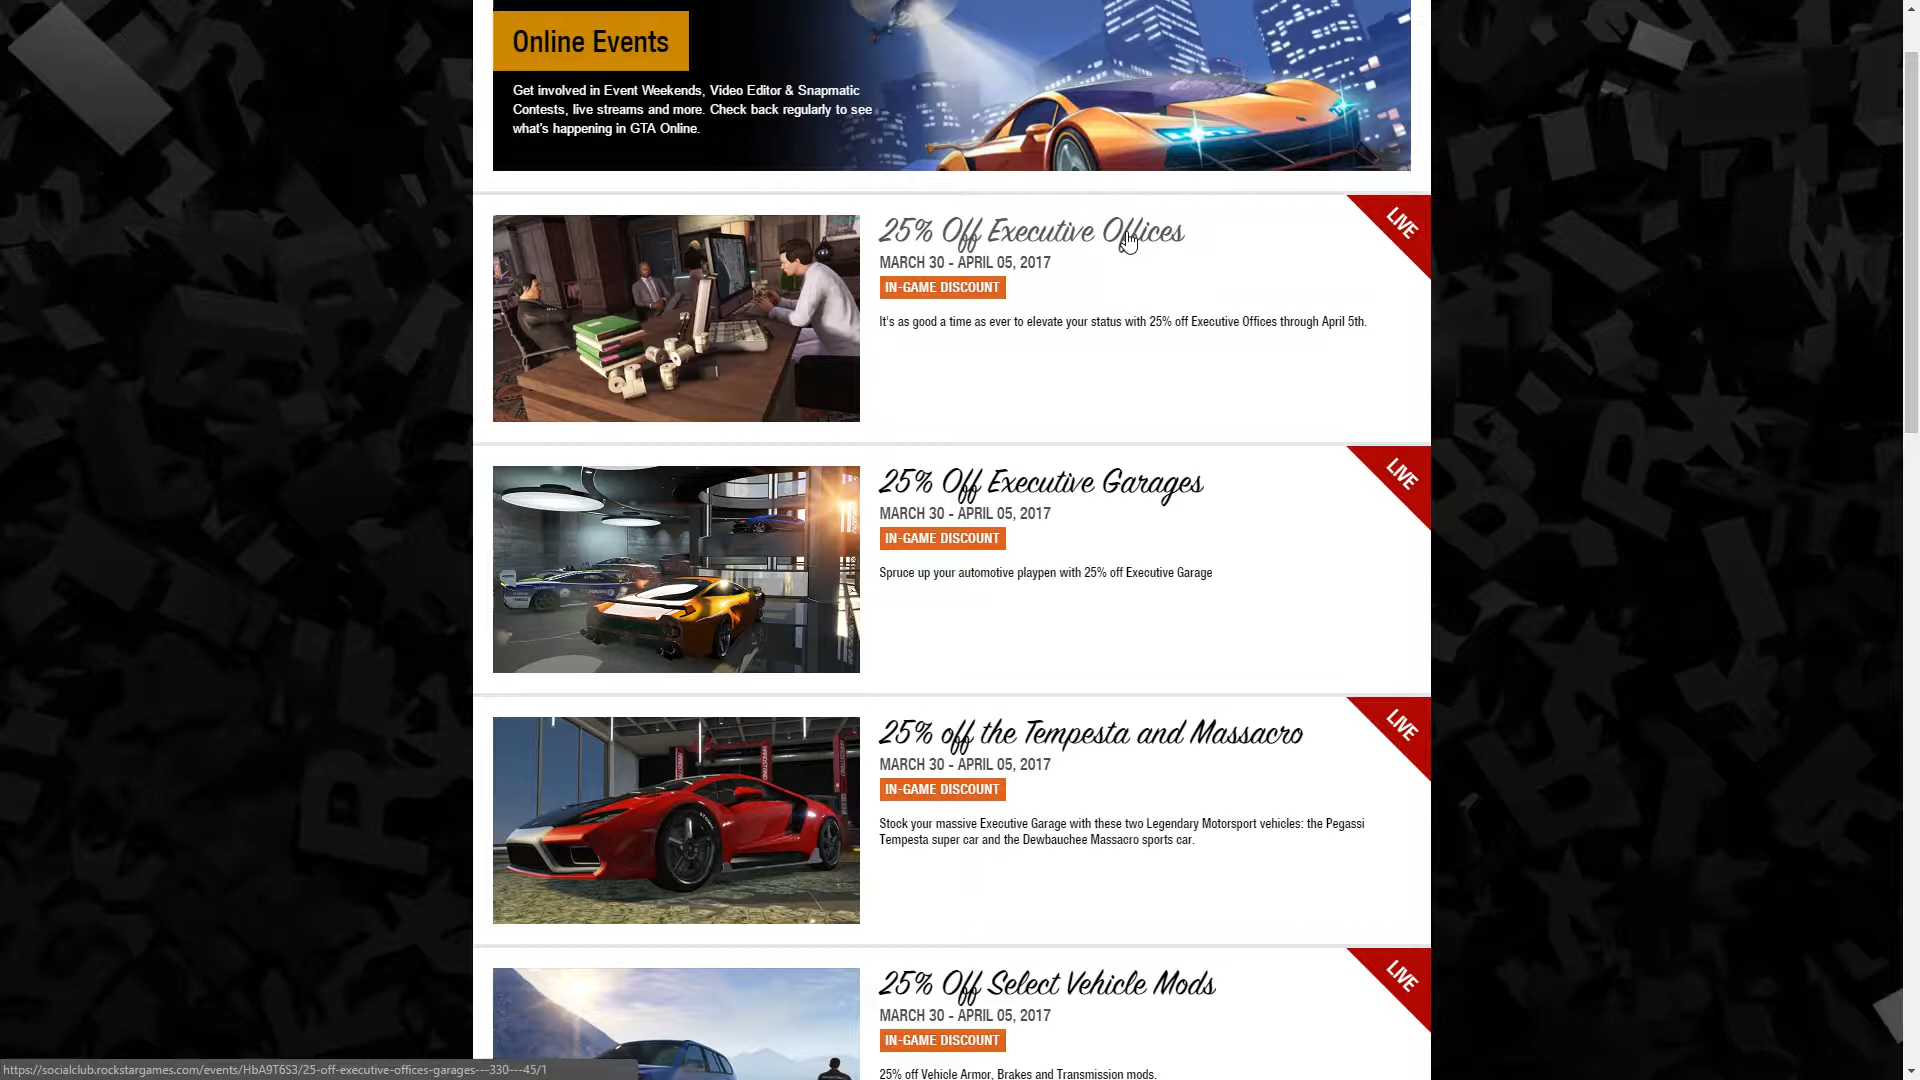 Online Events
Get involved in Event Weekends, Video Editor & Snapmatic
Contests, live streams and more. Check back regularly to see
what's happening in GTA Online.
25% Off Executive Offices
LIVE
MARCH 30 - APRIL 05, 2017
IN-GAME DISCOUNT
It's as good a time as ever to elevate your status with 25% off Executive Offices through April 5th.
25% Off Executive Garages
LIVE
MARCH 30 - APRIL 05, 2017
IN-GAME DISCOUNT
Spruce up your automotive playpen with 25% off Executive Garage
25% off the Tempesta and Massacro
LIVE
MARCH 30 - APRIL 05, 2017
IN-GAME DISCOUNT
Stock your massive Executive Garage with these two Legendary Motorsport vehicles: the Pegassi
Tempesta super car and the Dewbauchee Massacro sports car.
25% Off Select Vehicle Mods
LIVE
MARCH 30 - APRIL 05, 2017
IN-GAME DISCOUNT
25% off Vehicle Armor, Brakes and Transmission mods.
https://socialclub.rockstargames.com/events/HbA9T6S3/25-off-executive-offices-garages---330---45/1